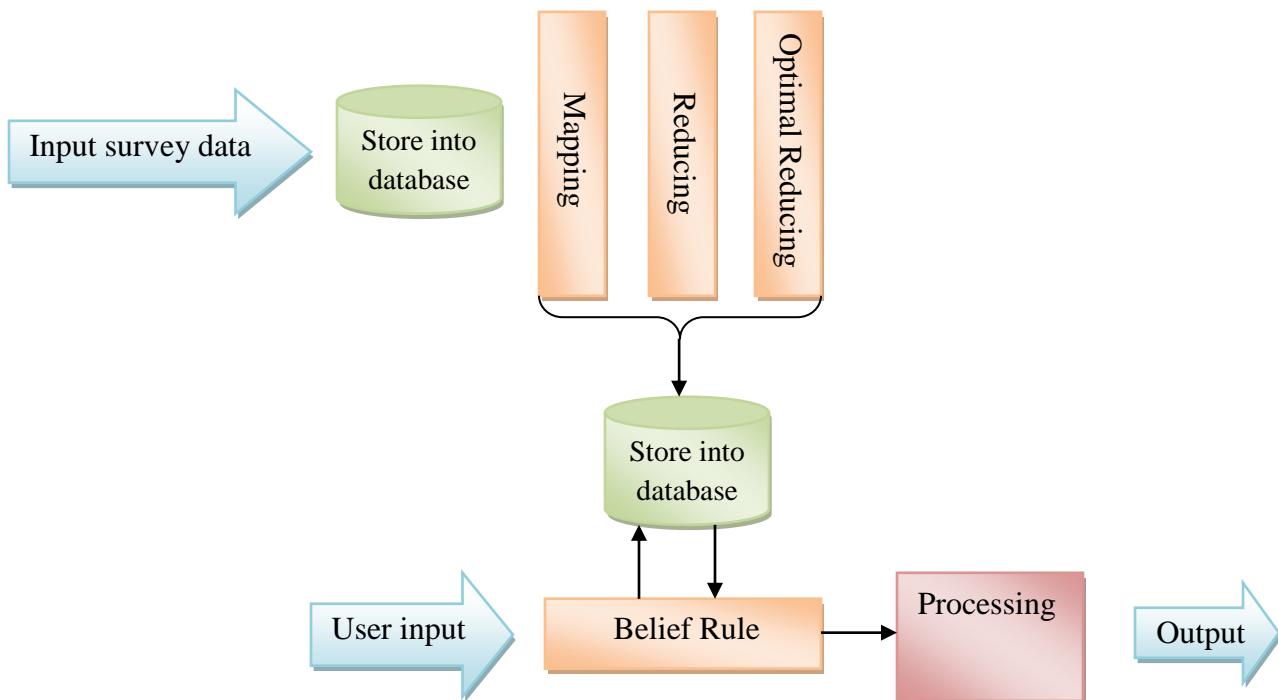 Input survey data
Store into
database
Mapping
Reducing
Optimal Reducing
Store into
database
User input
Belief Rule
Processing
Output